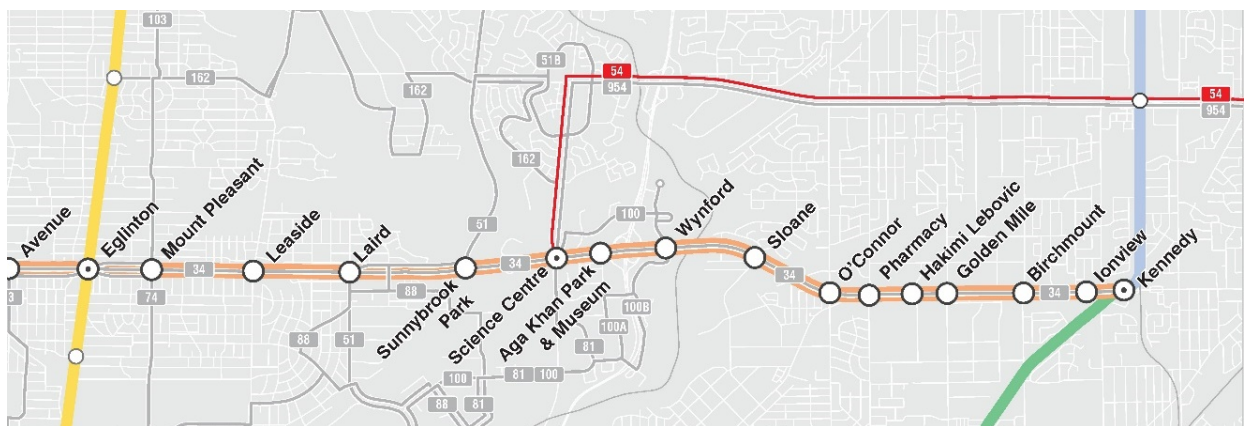 103
162
162
51B
54
954
54
954
162
51
100
Avenue
Eglinton
Mount Pleasant
Leaside
Laird
Sunnybrook
Park
Science Centre
Aga Khan Park
& Museum
Wynford
Sloane
O'Connor
Pharmacy
Hakimi Lebovic
Golden Mile
Birchmount
Ionview
Kennedy
34
34
34
34
88
74
51
88
100B
100A
81
100
81
100
88
81